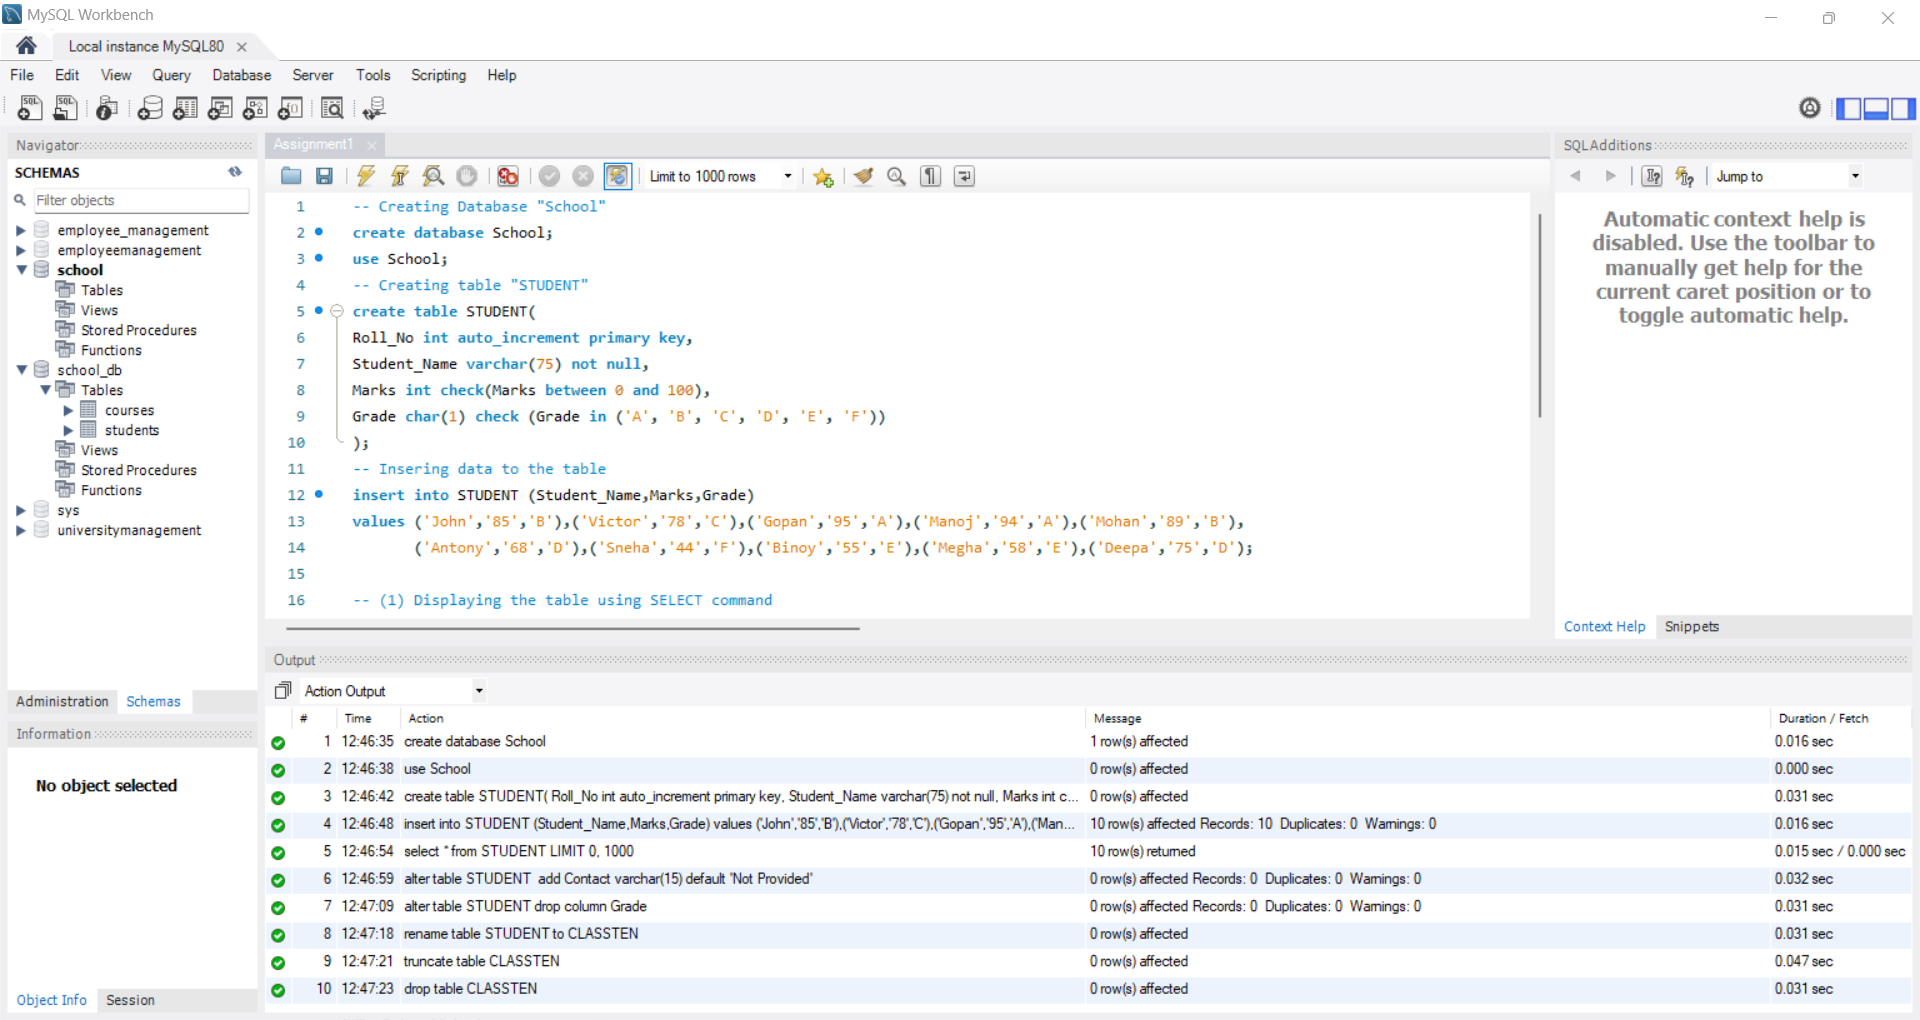 MySQL Workbench
Local instance MySQL80
File Edit View Query Database Server Tools Scripting Help
Navigator
SCHEMAS
Filter objects
employee_management
employeemanagement
school
Tables
Views
Stored Procedures
Functions
school_db
Tables
courses
students
Views
Stored Procedures
Functions
sys
universitymanagement
Administration Schemas
Information
No object selected
Object Info Session
Assignment1
Limit to 1000 rows
1 -- Creating Database "School"
2 create database School;
3 use School;
4 -- Creating table "STUDENT"
5 create table STUDENT(
6 Roll_No int auto_increment primary key,
7 Student_Name varchar(75) not null,
8 Marks int check(Marks between 0 and 100),
9 Grade char(1) check (Grade in ('A', 'B', 'C', 'D', 'E', 'F'))
10 );
11 -- Insering data to the table
12 insert into STUDENT (Student_Name,Marks,Grade)
13 values ('John','85','B'),('Victor','78','C'),('Gopan','95','A'),('Manoj','94','A'),('Mohan','89','B'),
14 ('Antony','68','D'),('Sneha','44','F'),('Binoy','55','E'),('Megha','58','E'),('Deepa','75','D');
15
16 -- (1) Displaying the table using SELECT command
SQLAdditions
Jump to
Automatic context help is
disabled. Use the toolbar to
manually get help for the
current caret position or to
toggle automatic help.
Context Help Snippets
Output
Action Output
# Time Action Message Duration / Fetch
1 12:46:35 create database School 1 row(s) affected 0.016 sec
2 12:46:38 use School 0 row(s) affected 0.000 sec
3 12:46:42 create table STUDENT( Roll_No int auto_increment primary key, Student_Name varchar(75) not null, Marks int c... 0 row(s) affected 0.031 sec
4 12:46:48 insert into STUDENT (Student_Name,Marks,Grade) values ('John','85','B'),('Victor','78','C'),('Gopan','95','A'),('Man... 10 row(s) affected Records: 10 Duplicates: 0 Warnings: 0 0.016 sec
5 12:46:54 select * from STUDENT LIMIT 0, 1000 10 row(s) returned 0.015 sec / 0.000 sec
6 12:46:59 alter table STUDENT add Contact varchar(15) default 'Not Provided' 0 row(s) affected Records: 0 Duplicates: 0 Warnings: 0 0.032 sec
7 12:47:09 alter table STUDENT drop column Grade 0 row(s) affected Records: 0 Duplicates: 0 Warnings: 0 0.031 sec
8 12:47:18 rename table STUDENT to CLASSTEN 0 row(s) affected 0.031 sec
9 12:47:21 truncate table CLASSTEN 0 row(s) affected 0.047 sec
10 12:47:23 drop table CLASSTEN 0 row(s) affected 0.031 sec